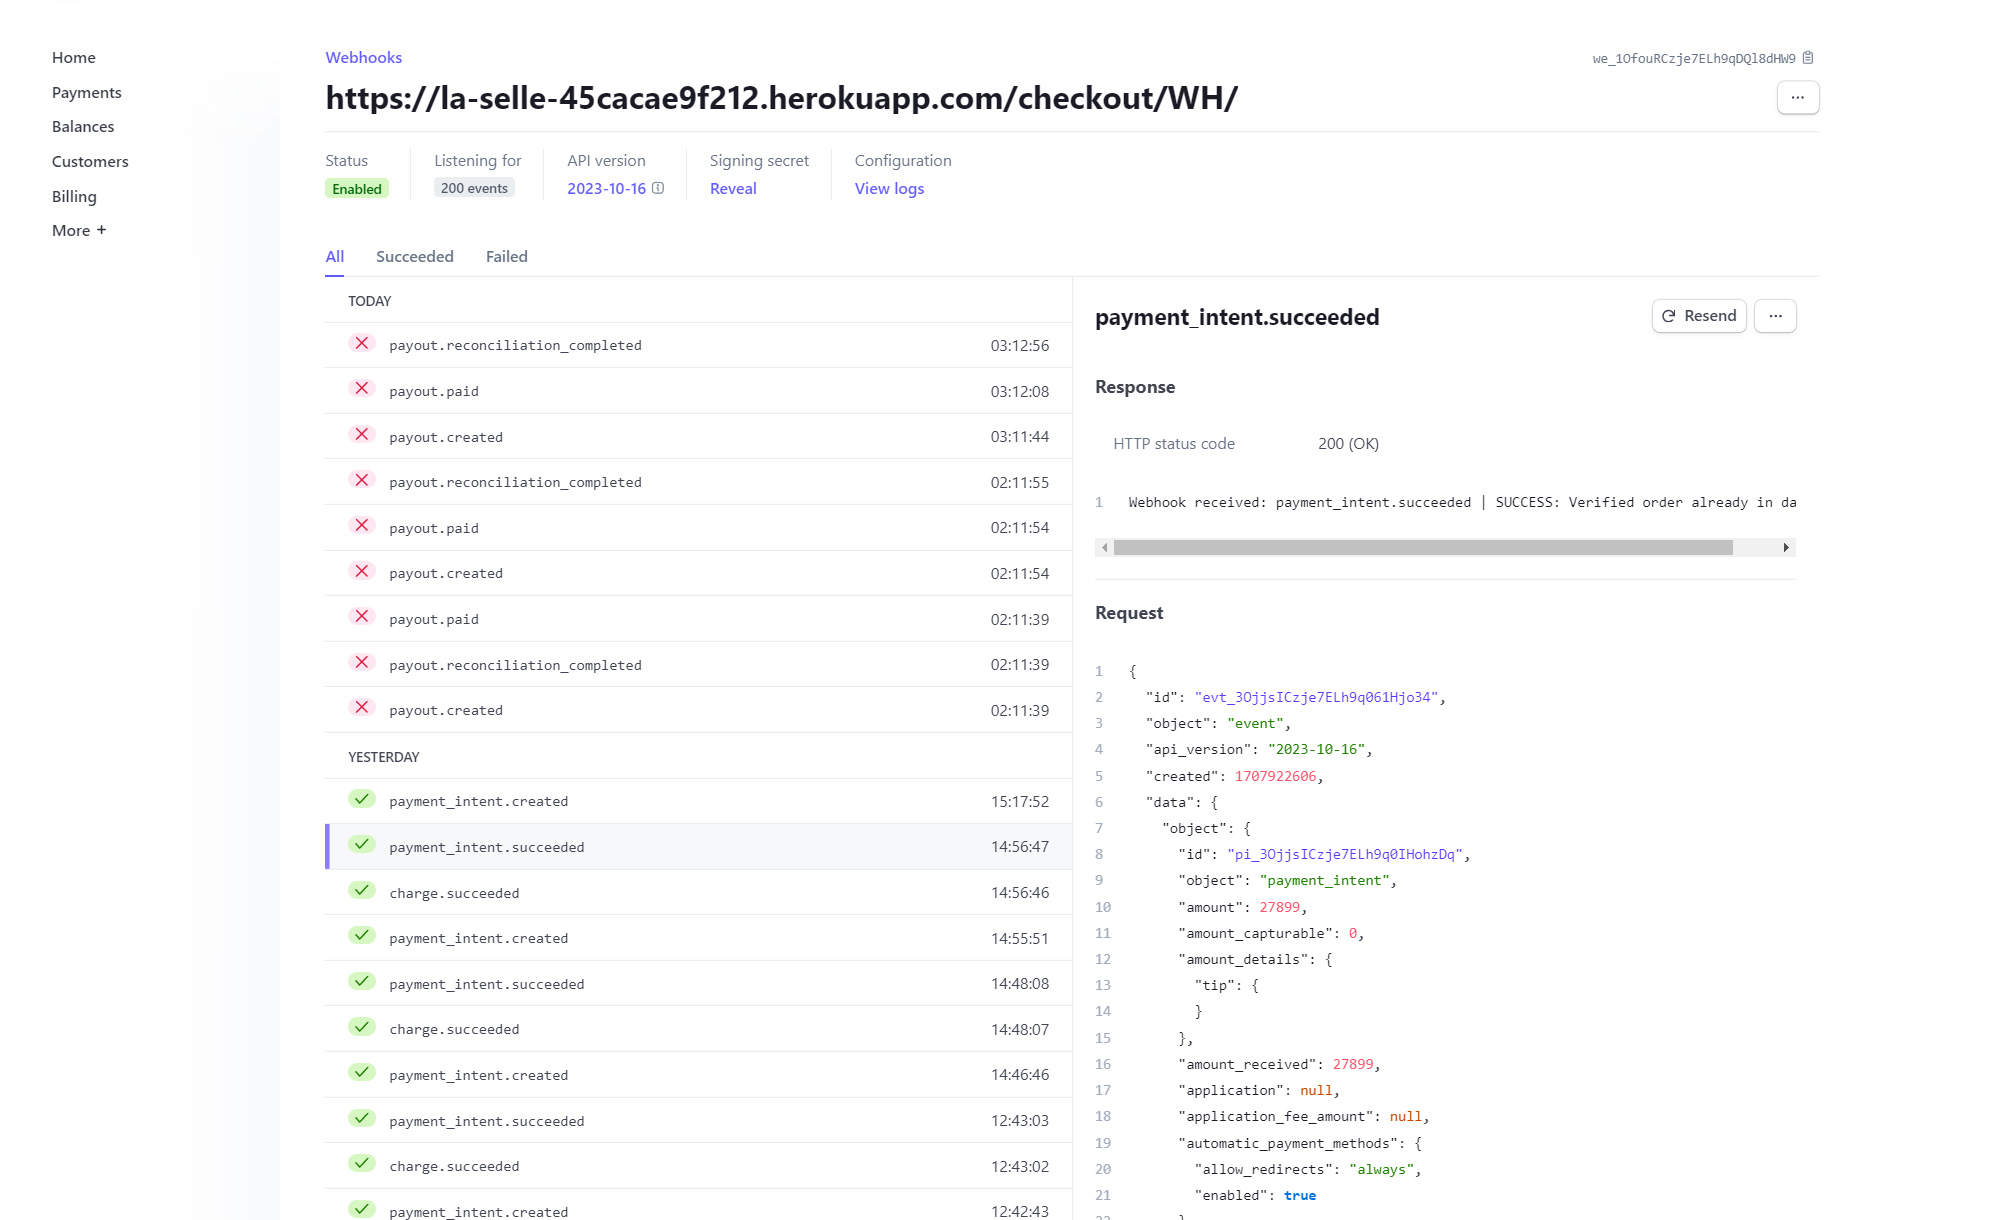 Home
Payments
Balances
Customers
Billing
More +
Webhooks
we_1OfouRCzje7ELh9qDQl8dHW9
https://la-selle-45cacae9f212.herokuapp.com/checkout/WH/
Status
Enabled
Listening for
200 events
API version
2023-10-16
Signing secret
Reveal
Configuration
View logs
All Succeeded Failed
TODAY
payout.reconciliation_completed 03:12:56
payout.paid 03:12:08
payout.created 03:11:44
payout.reconciliation_completed 02:11:55
payout.paid 02:11:54
payout.created 02:11:54
payout.paid 02:11:39
payout.reconciliation_completed 02:11:39
payout.created 02:11:39
YESTERDAY
payment_intent.created 15:17:52
payment_intent.succeeded 14:56:47
charge.succeeded 14:56:46
payment_intent.created 14:55:51
payment_intent.succeeded 14:48:08
charge.succeeded 14:48:07
payment_intent.created 14:46:46
payment_intent.succeeded 12:43:03
charge.succeeded 12:43:02
payment_intent.created 12:42:43
payment_intent.succeeded
Resend
Response
HTTP status code 200 (OK)
1 Webhook received: payment_intent.succeeded | SUCCESS: Verified order already in da
Request
1 {
2 "id": "evt_3OjjsICzje7ELh9q061Hjo34",
3 "object": "event",
4 "api_version": "2023-10-16",
5 "created": 1707922606,
6 "data": {
7 "object": {
8 "id": "pi_3OjjsICzje7ELh9q0IHohzDq",
9 "object": "payment_intent",
10 "amount": 27899,
11 "amount_capturable": 0,
12 "amount_details": {
13 "tip": {
14 }
15 },
16 "amount_received": 27899,
17 "application": null,
18 "application_fee_amount": null,
19 "automatic_payment_methods": {
20 "allow_redirects": "always",
21 "enabled": true